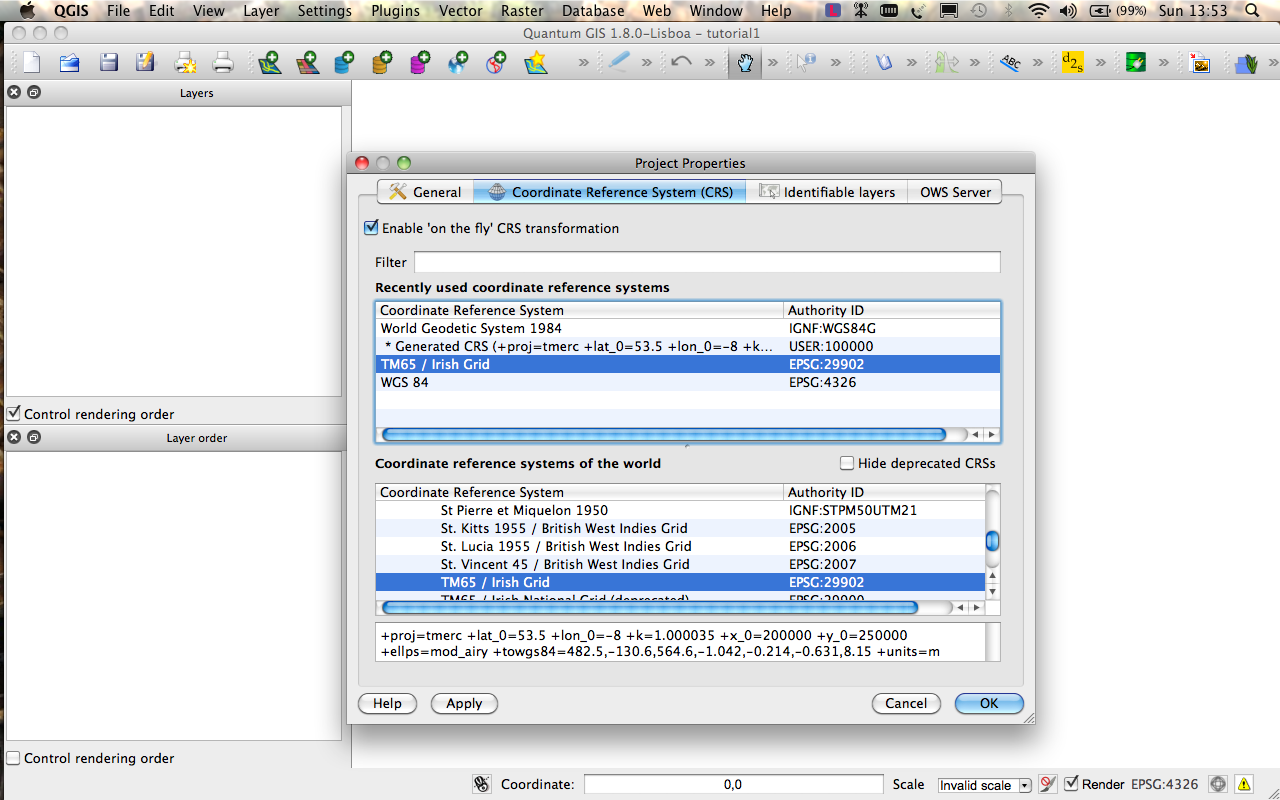 QGIS File Edit View Layer Settings Plugins Vector Raster Database Web Window Help (99%) Sun 13:53
Quantum GIS 1.8.0-Lisboa - tutorial1
ABC
d2s
Layers
Control rendering order
Layer order
Control rendering order
Project Properties
General Coordinate Reference System (CRS) Identifiable layers OWS Server
Enable 'on the fly' CRS transformation
Filter
Recently used coordinate reference systems
Coordinate Reference System Authority ID
World Geodetic System 1984 IGNF:WGS84G
* Generated CRS (+proj=tmerc +lat_0=53.5 +lon_0=-8 +k... USER:100000
TM65 / Irish Grid EPSG:29902
WGS 84 EPSG:4326
Coordinate reference systems of the world Hide deprecated CRSs
Coordinate Reference System Authority ID
St Pierre et Miquelon 1950 IGNF:STPM50UTM21
St. Kitts 1955 / British West Indies Grid EPSG:2005
St. Lucia 1955 / British West Indies Grid EPSG:2006
St. Vincent 45 / British West Indies Grid EPSG:2007
TM65 / Irish Grid EPSG:29902
TM65 / Irish National Grid (deprecated) EPSG:29900
+proj=tmerc +lat_0=53.5 +lon_0=-8 +k=1.000035 +x_0=200000 +y_0=250000
+ellps=mod_airy +towgs84=482.5,-130.6,564.6,-1.042,-0.214,-0.631,8.15 +units=m
Help Apply Cancel OK
Coordinate: 0,0 Scale Invalid scale Render EPSG:4326